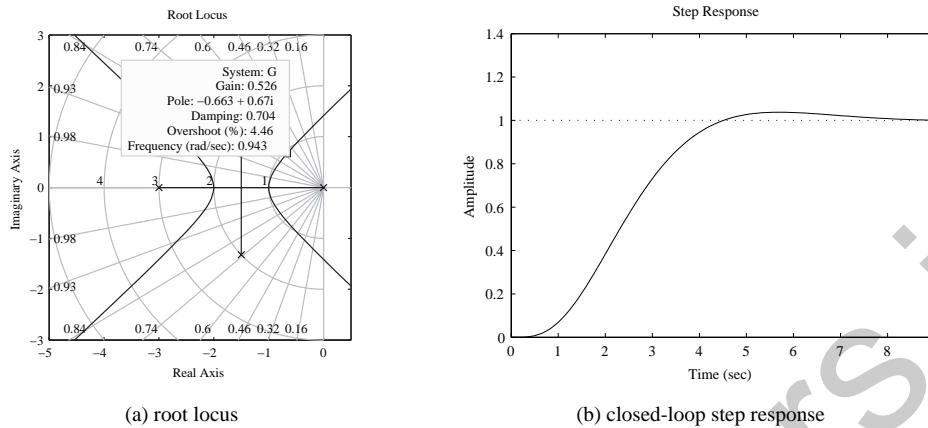 Root Locus
3
2
1
0
−1
−2
−3
0.84 0.74 0.6 0.46 0.32 0.16
0.93
0.98
System: G
Gain: 0.526
Pole: −0.663 + 0.67i
Damping: 0.704
Overshoot (%): 4.46
Frequency (rad/sec): 0.943
4 3 2 1
0.98
0.93
0.84 0.74 0.6 0.46 0.32 0.16
−5 −4 −3 −2 −1 0
Imaginary Axis
Real Axis
(a) root locus
Step Response
1.4
1.2
1
0.8
0.6
0.4
0.2
0
0 1 2 3 4 5 6 7 8
Amplitude
Time (sec)
(b) closed-loop step response